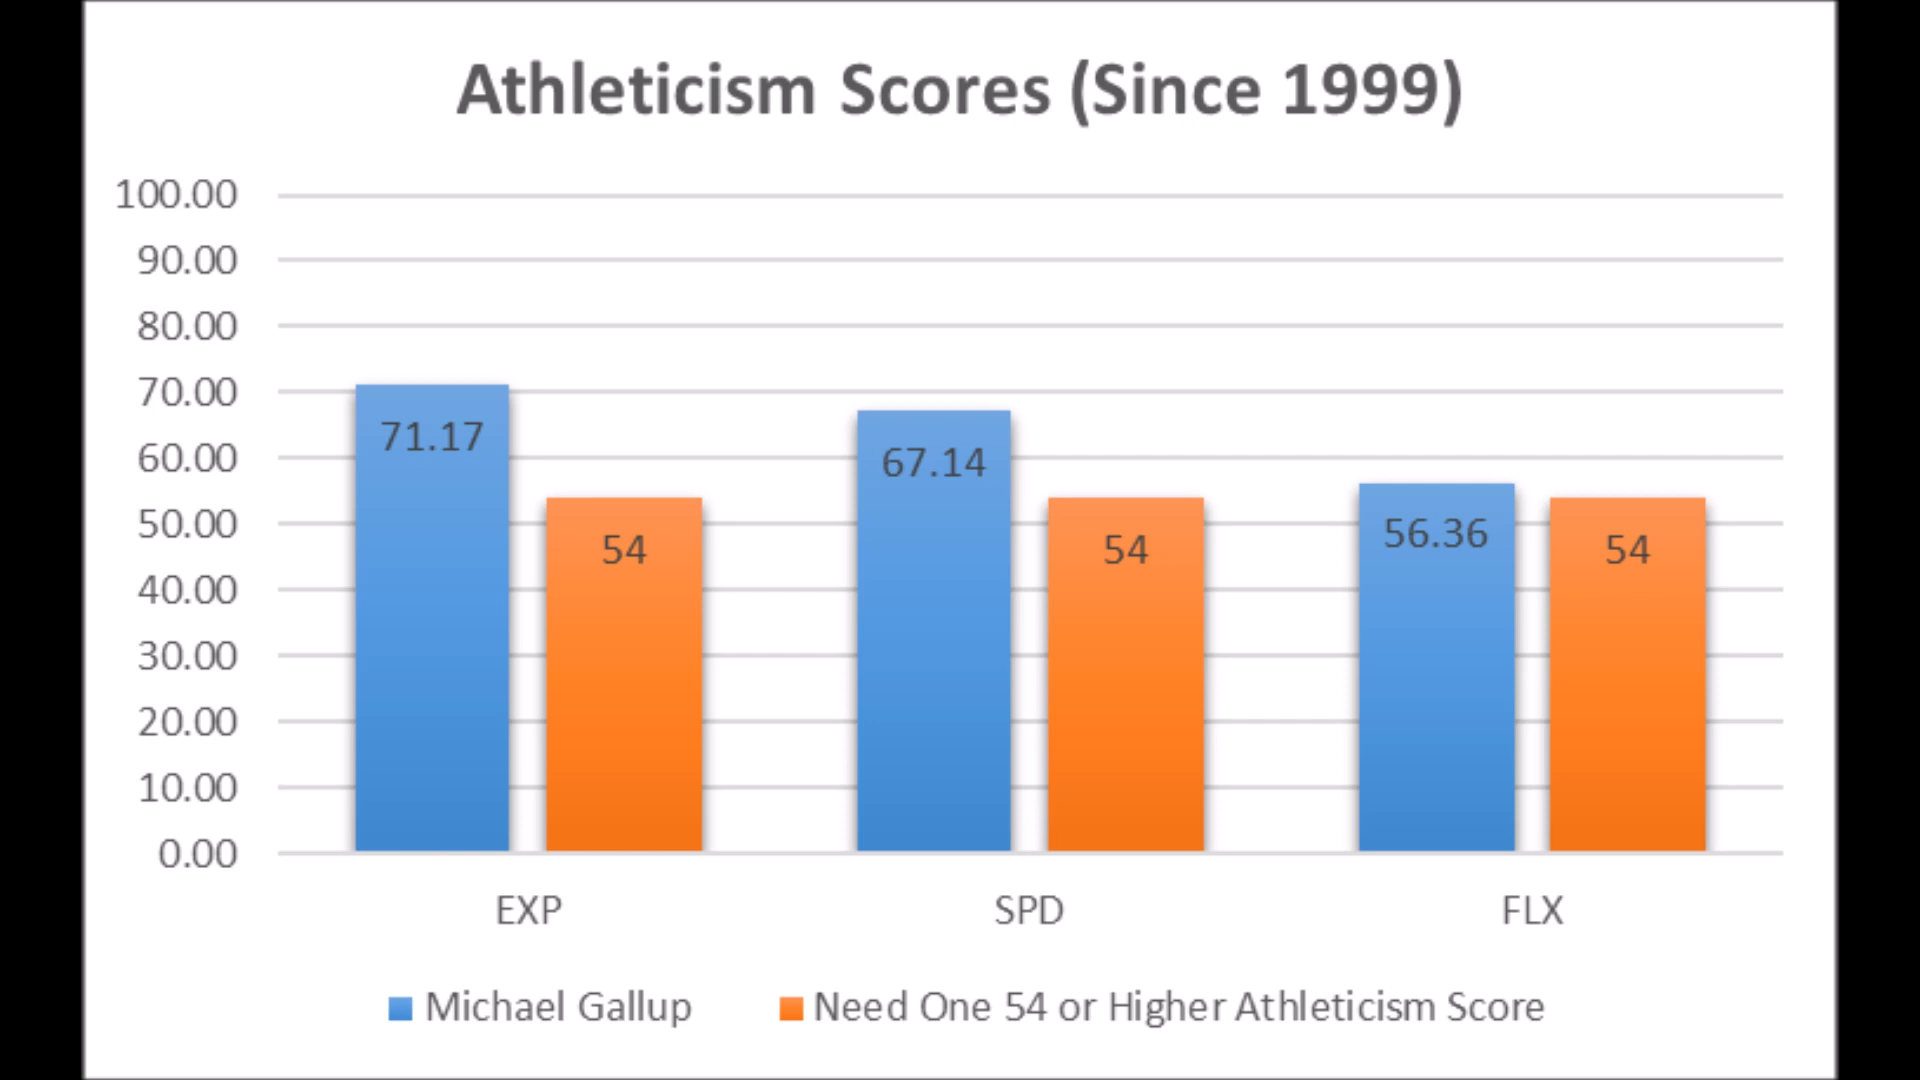 Athleticism Scores (Since 1999)
100.00
90.00
80.00
70.00
60.00
50.00
40.00
30.00
20.00
10.00
0.00
71.17
54
67.14
54
56.36
54
EXP
SPD
FLX
Michael Gallup
Need One 54 or Higher Athleticism Score